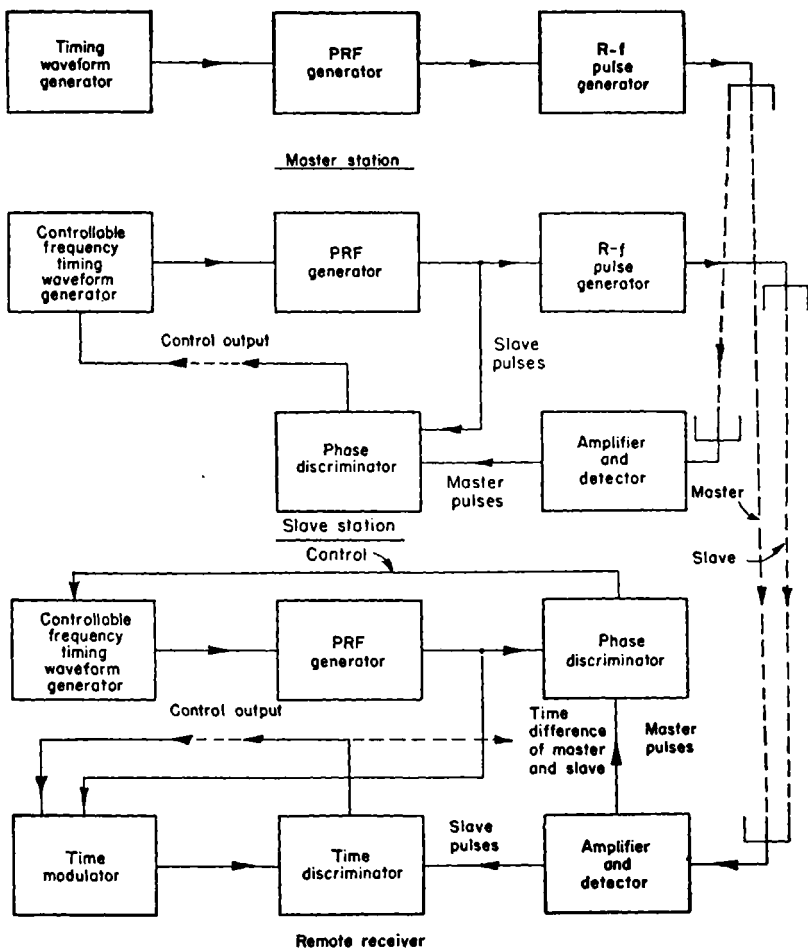 Timing
waveform
generator
PRF
generator
R-f
pulse
generator
Master station
Controllable
frequency
timing
waveform
generator
PRF
generator
R-f
pulse
generator
Control output
Slave
pulses
Phase
discriminator
Master
pulses
Amplifier
and
detector
Master
Slave station
Slave
Control
Controllable
frequency
timing
waveform
generator
PRF
generator
Phase
discriminator
Control output
Time
difference
of master
and slave
Master
pulses
Time
modulator
Time
discriminator
Slave
pulses
Amplifier
and
detector
Remote receiver